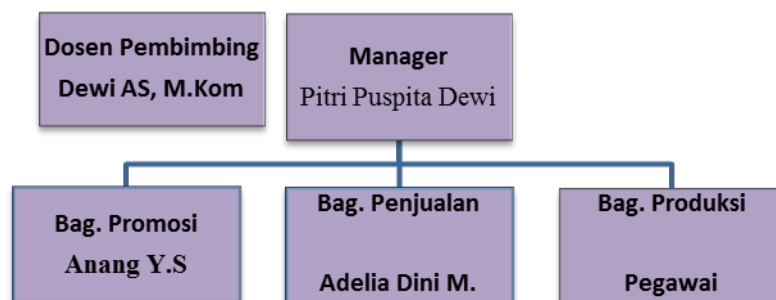 Dosen Pembimbing
Dewi AS, M.Kom
Manager
Pitri Puspita Dewi
Bag. Promosi
Anang Y.S
Bag. Penjualan
Adelia Dini M.
Bag. Produksi
Pegawai